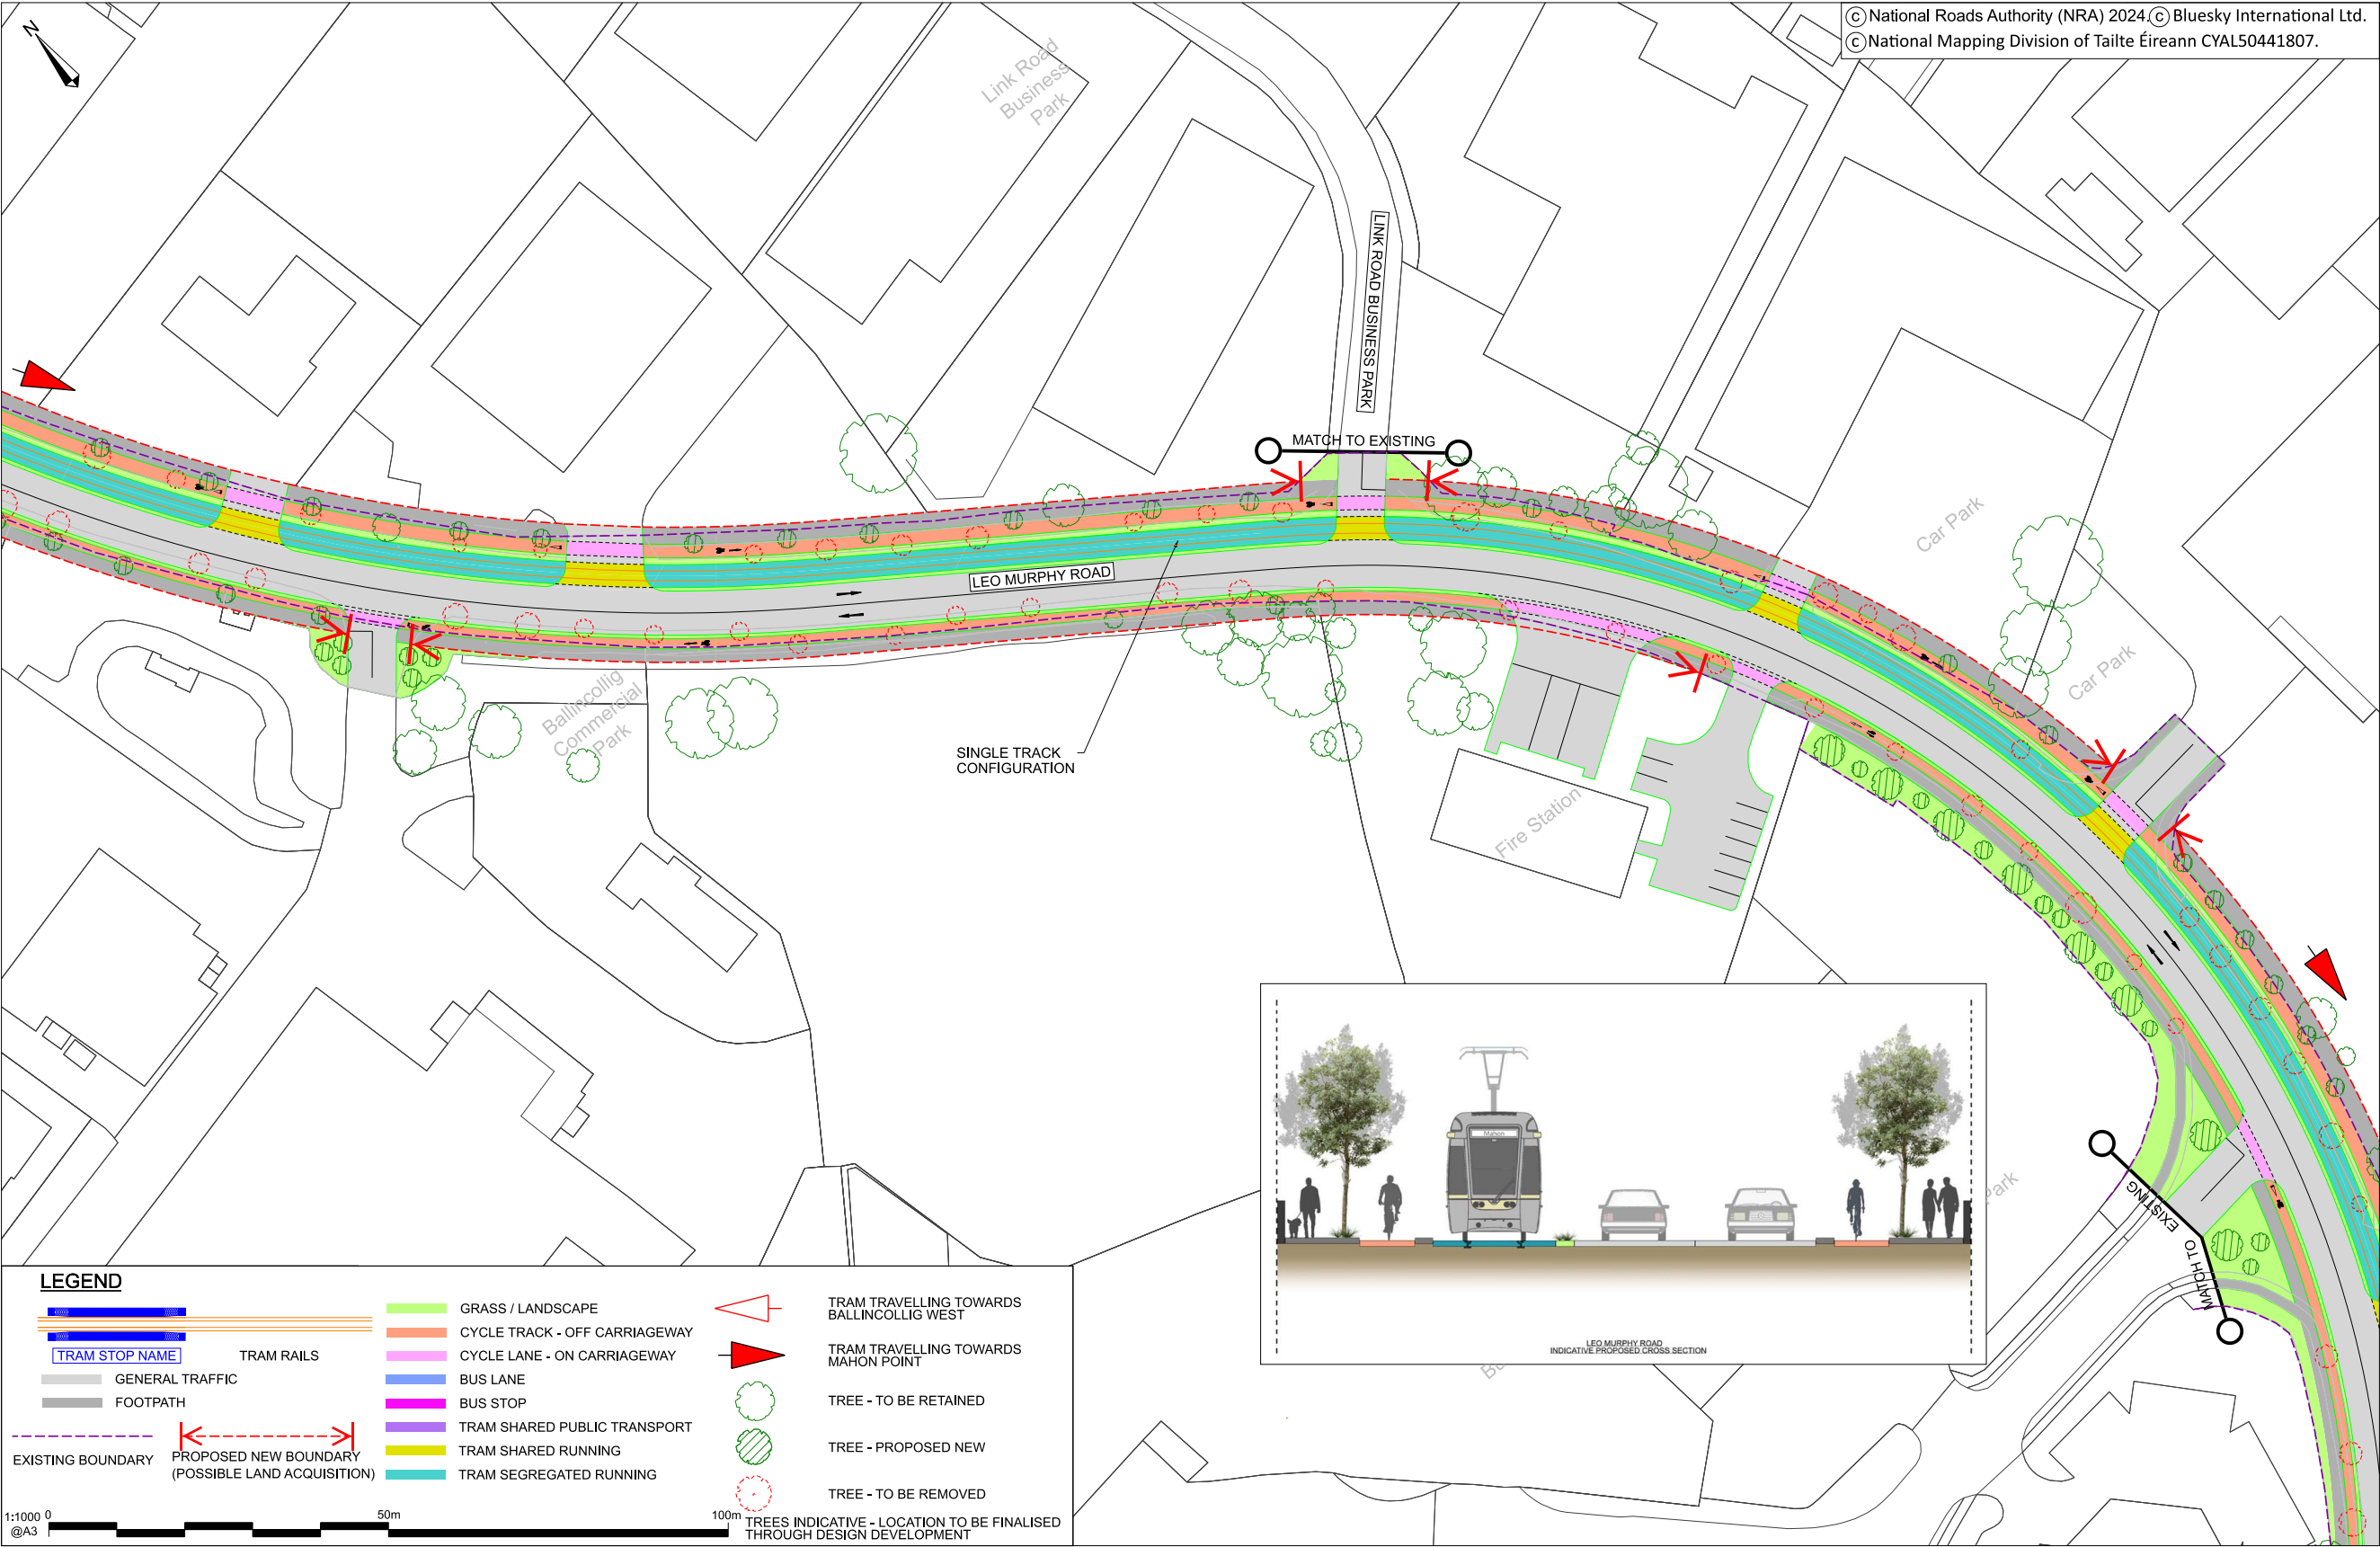 © National Roads Authority (NRA) 2024.© Bluesky International Ltd.
© National Mapping Division of Tailte Éireann CYAL50441807.
N
Link Road
Business
Park
LINK ROAD BUSINESS PARK
MATCH TO EXISTING
Car Park
Car Park
LEO MURPHY ROAD
Ballincollig
Commercial
Park
SINGLE TRACK
CONFIGURATION
Fire Station
Mahon
LEO MURPHY ROAD
INDICATIVE PROPOSED CROSS SECTION
Park
MATCH TO EXISTING
LEGEND
TRAM STOP NAME
TRAM RAILS
GENERAL TRAFFIC
FOOTPATH
EXISTING BOUNDARY
PROPOSED NEW BOUNDARY
(POSSIBLE LAND ACQUISITION)
GRASS / LANDSCAPE
CYCLE TRACK - OFF CARRIAGEWAY
CYCLE LANE - ON CARRIAGEWAY
BUS LANE
BUS STOP
TRAM SHARED PUBLIC TRANSPORT
TRAM SHARED RUNNING
TRAM SEGREGATED RUNNING
TRAM TRAVELLING TOWARDS
BALLINCOLLIG WEST
TRAM TRAVELLING TOWARDS
MAHON POINT
TREE - TO BE RETAINED
TREE - PROPOSED NEW
TREE - TO BE REMOVED
TREES INDICATIVE - LOCATION TO BE FINALISED
THROUGH DESIGN DEVELOPMENT
1:1000
@A3
0
50m
100m